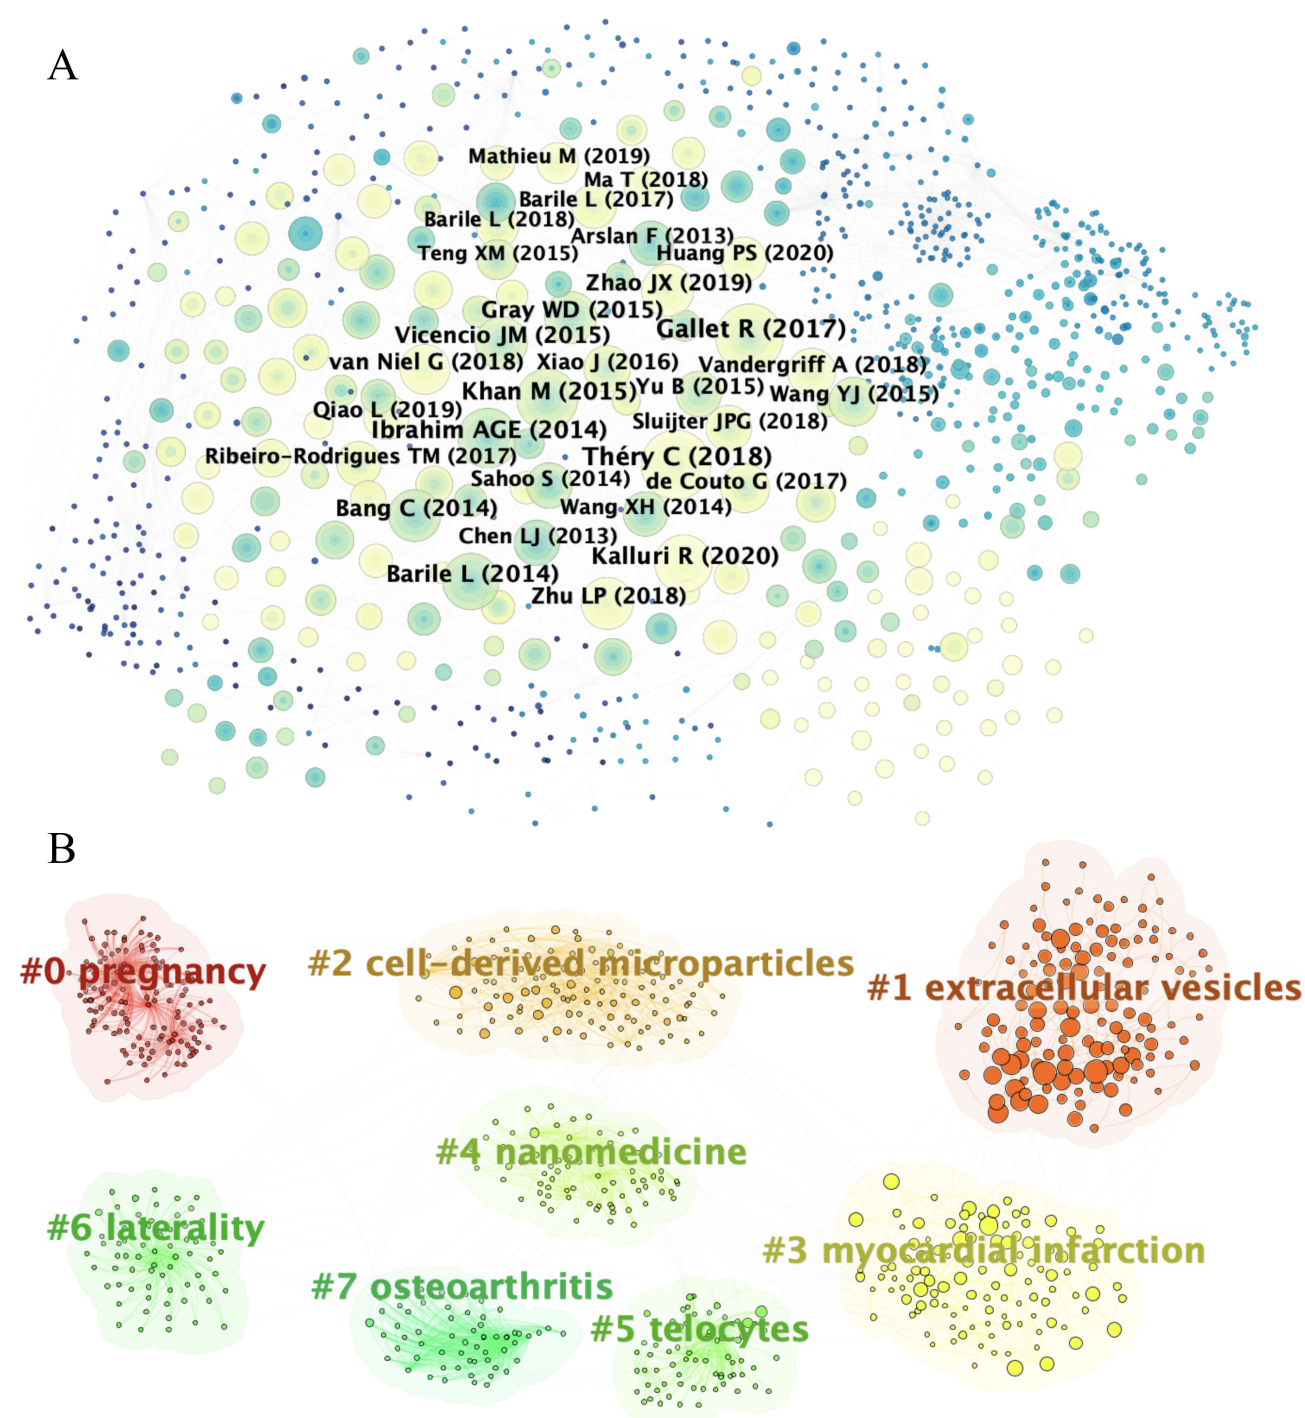 A
Mathieu M (2019)
Ma T (2018)
Barile L (2017)
Barile L (2018)
Arslan F (2013)
Teng XM (2015)
Huang PS (2020)
Zhao JX (2019)
Gray WD (2015)
Gallet R (2017)
Vicencio JM (2015)
van Niel G (2018)
Xiao J (2016)
Vandergriff A (2018)
Khan M (2015)
Yu B (2015)
Wang YJ (2015)
Qiao L (2019)
Ibrahim AGE (2014)
Sluijter JPG (2018)
Ribeiro-Rodrigues TM (2017)
Théry C (2018)
Sahoo S (2014)
de Couto G (2017)
Bang C (2014)
Wang XH (2014)
Chen LJ (2013)
Kalluri R (2020)
Barile L (2014)
Zhu LP (2018)
B
#0 pregnancy
#2 cell-derived microparticles
#1 extracellular vesicles
#4 nanomedicine
#6 laterality
#3 myocardial infarction
#7 osteoarthritis
#5 telocytes